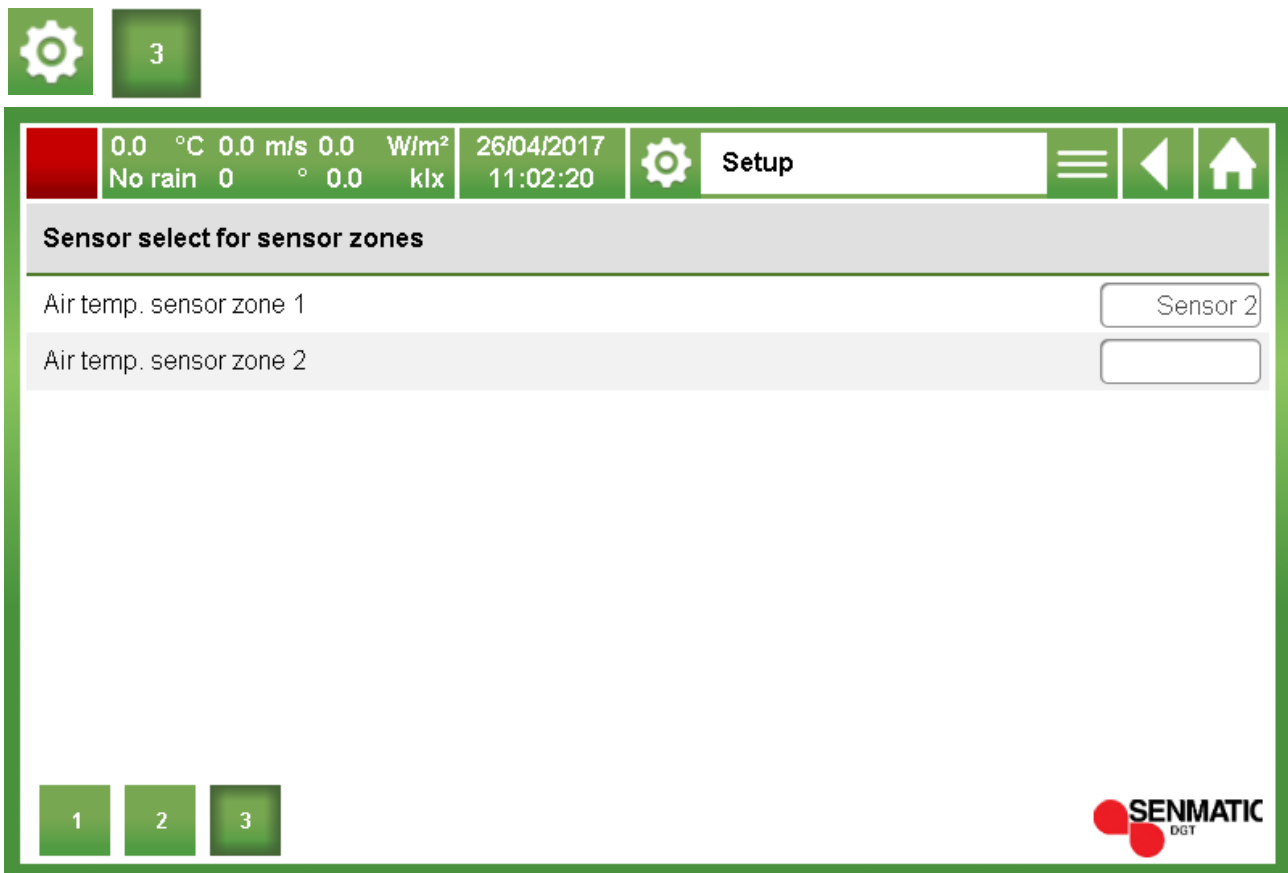 3
0.0 °C 0.0 m/s 0.0 W/m²
No rain 0 ° 0.0 klx
26/04/2017
11:02:20
Setup
Sensor select for sensor zones
Air temp. sensor zone 1
Sensor 2
Air temp. sensor zone 2
1 2 3
SENMATIC
DGT